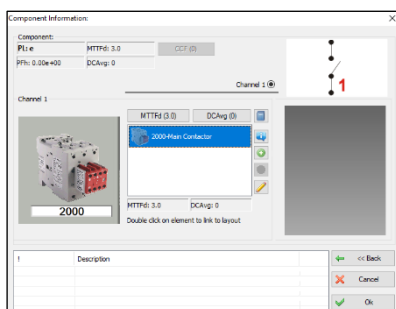 Component Information:
Component:
PL: e
MTTFd: 3.0
CCF (0)
PFh: 0.00e+00
DCAvg: 0
Channel 1
1
Channel 1
MTTFd (3.0)
DCAvg (0)
2000-Main Contactor
2000
MTTFd: 3.0
DCAvg: 0
Double click on element to link to layout
!
Description
<< Back
Cancel
Ok